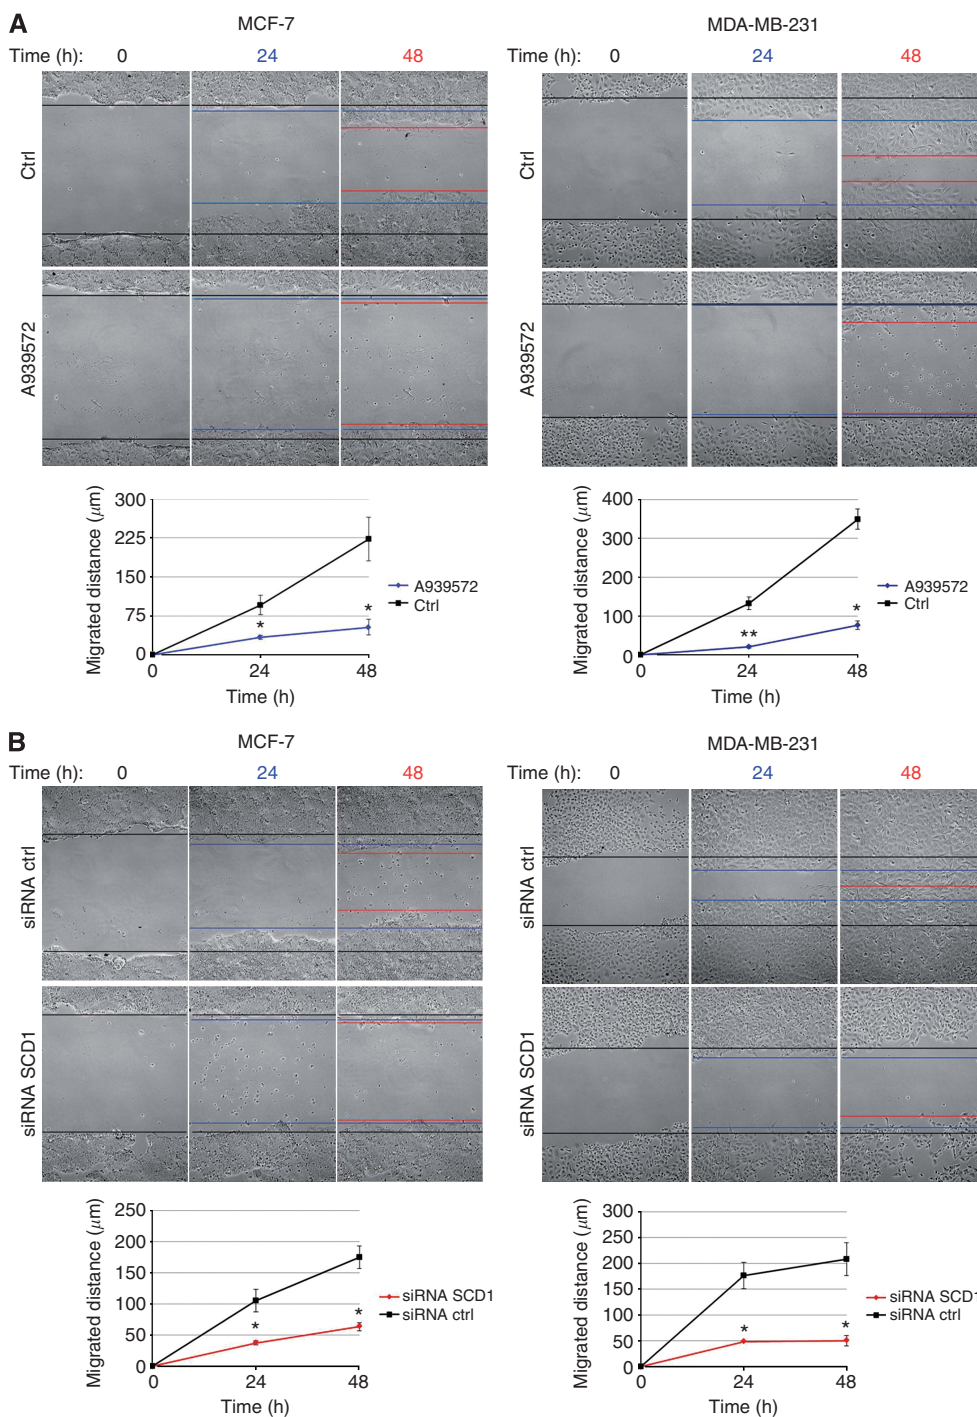 A
MCF-7
MDA-MB-231
Time (h): 0 24 48
Time (h): 0 24 48
Ctrl
Ctrl
A939572
A939572
Migrated distance (μm)
300
225
150
75
0
0 24 48
Time (h)
* *
A939572
Ctrl
Migrated distance (μm)
400
300
200
100
0
0 24 48
Time (h)
** *
A939572
Ctrl
B
MCF-7
MDA-MB-231
Time (h): 0 24 48
Time (h): 0 24 48
siRNA ctrl
siRNA ctrl
siRNA SCD1
siRNA SCD1
Migrated distance (μm)
250
200
150
100
50
0
0 24 48
Time (h)
* *
siRNA SCD1
siRNA ctrl
Migrated distance (μm)
300
250
200
150
100
50
0
0 24 48
Time (h)
* *
siRNA SCD1
siRNA ctrl